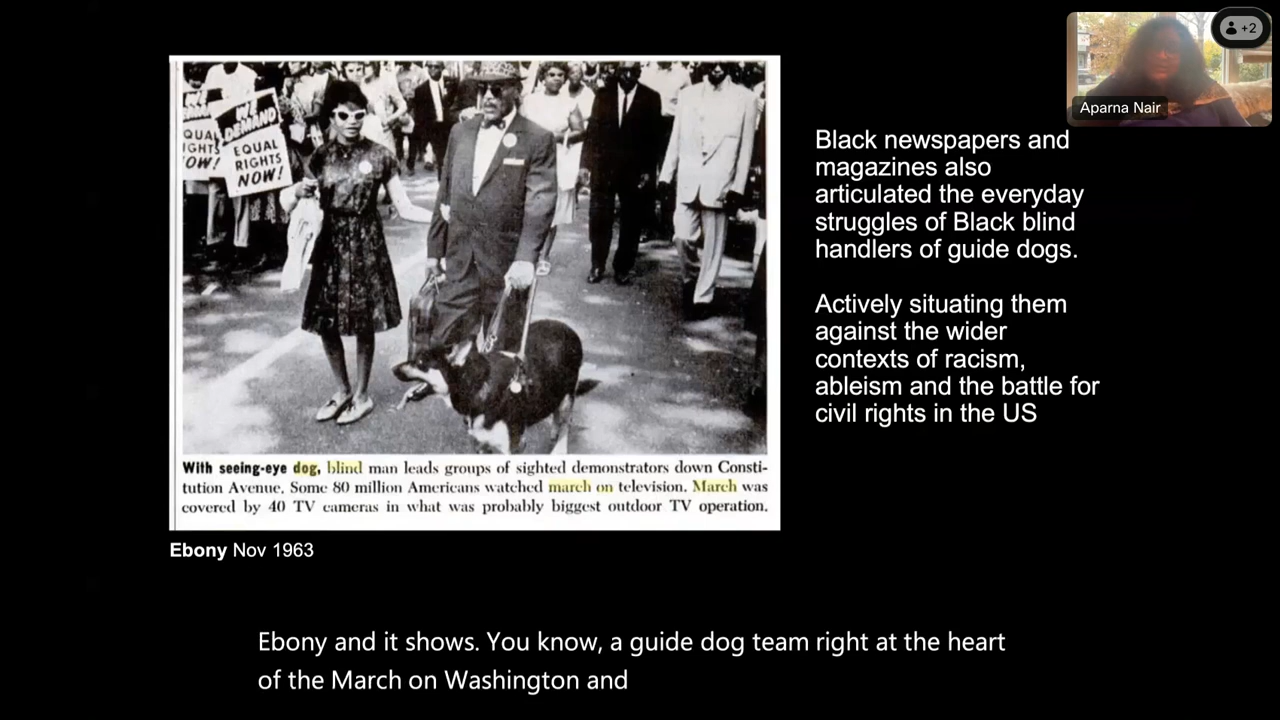 +2
Aparna Nair
WE
DEMAND
EQUAL
RIGHTS
NOW!
QUAL
IGHTS
OW!
Black newspapers and
magazines also
articulated the everyday
struggles of Black blind
handlers of guide dogs.
Actively situating them
against the wider
contexts of racism,
ableism and the battle for
civil rights in the US
With seeing-eye dog, blind man leads groups of sighted demonstrators down Consti-
tution Avenue. Some 80 million Americans watched march on television. March was
covered by 40 TV cameras in what was probably biggest outdoor TV operation.
Ebony Nov 1963
Ebony and it shows. You know, a guide dog team right at the heart
of the March on Washington and